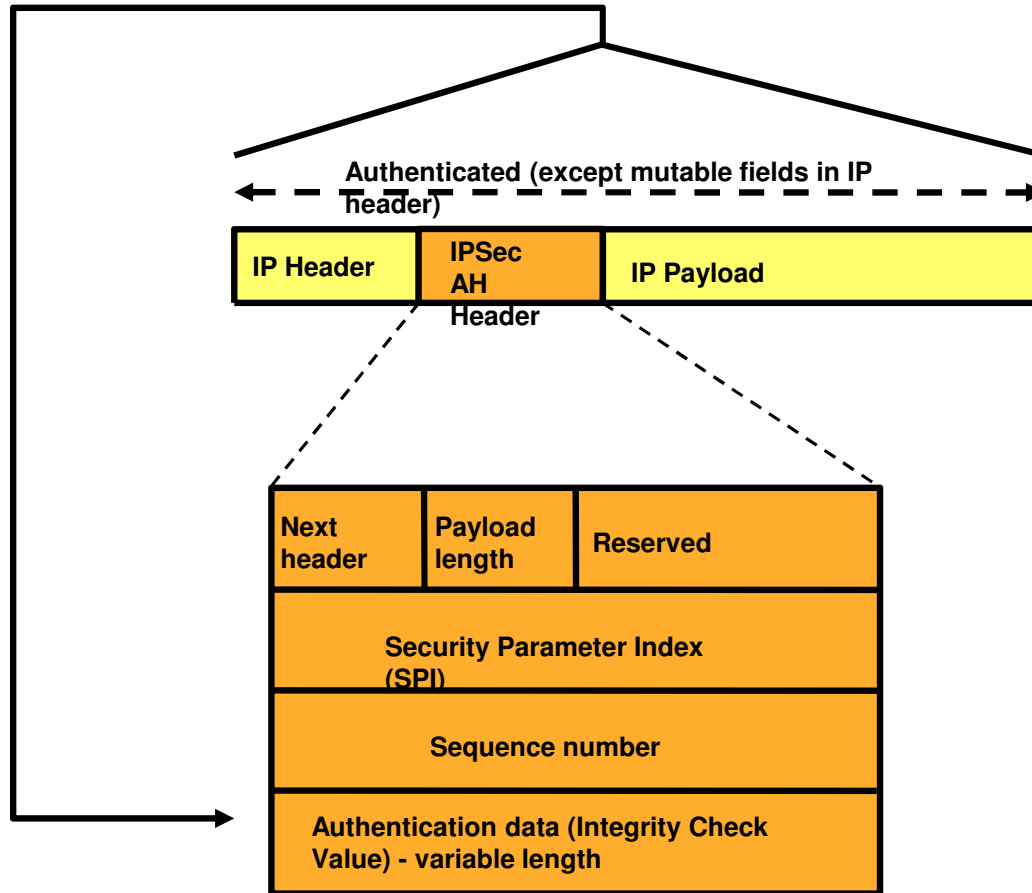 Authenticated (except mutable fields in IP
header)
IP Header
IPSec
AH
Header
IP Payload
Next
header
Payload
length
Reserved
Security Parameter Index
(SPI)
Sequence number
Authentication data (Integrity Check
Value) - variable length